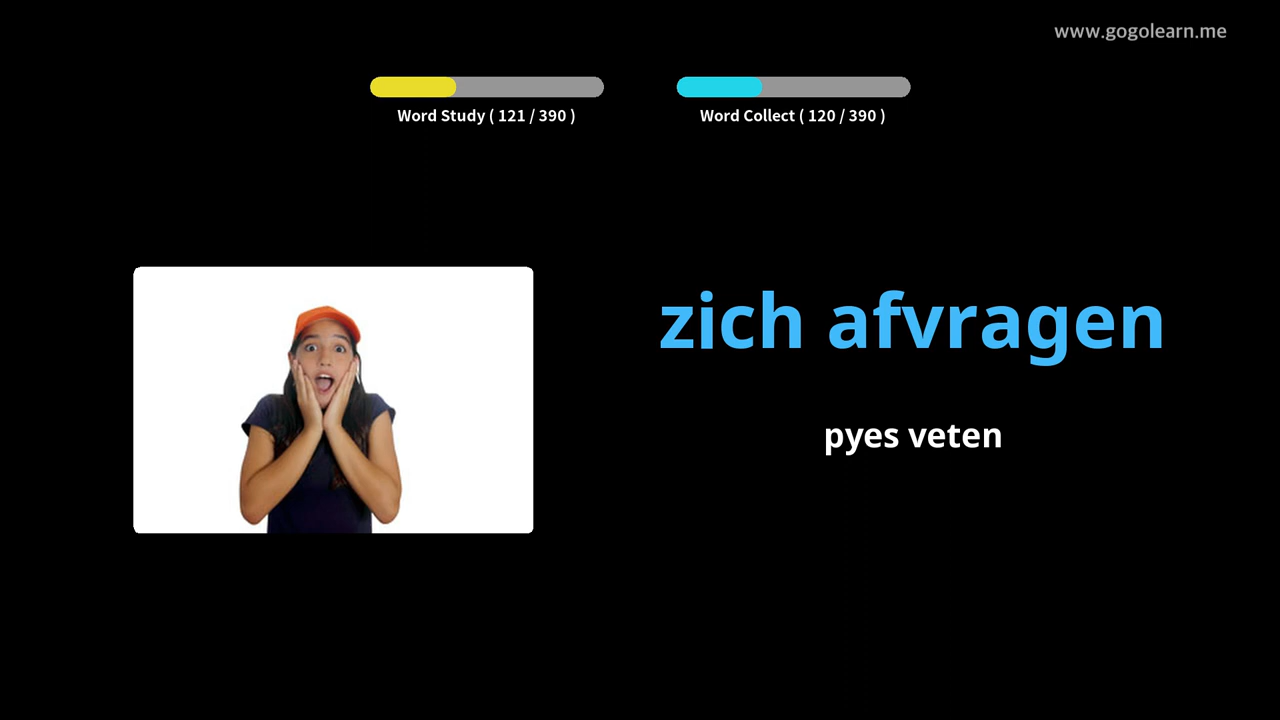 www.gogolearn.me
Word Study ( 121 / 390 )
Word Collect ( 120 / 390 )
zich afvragen
pyes veten